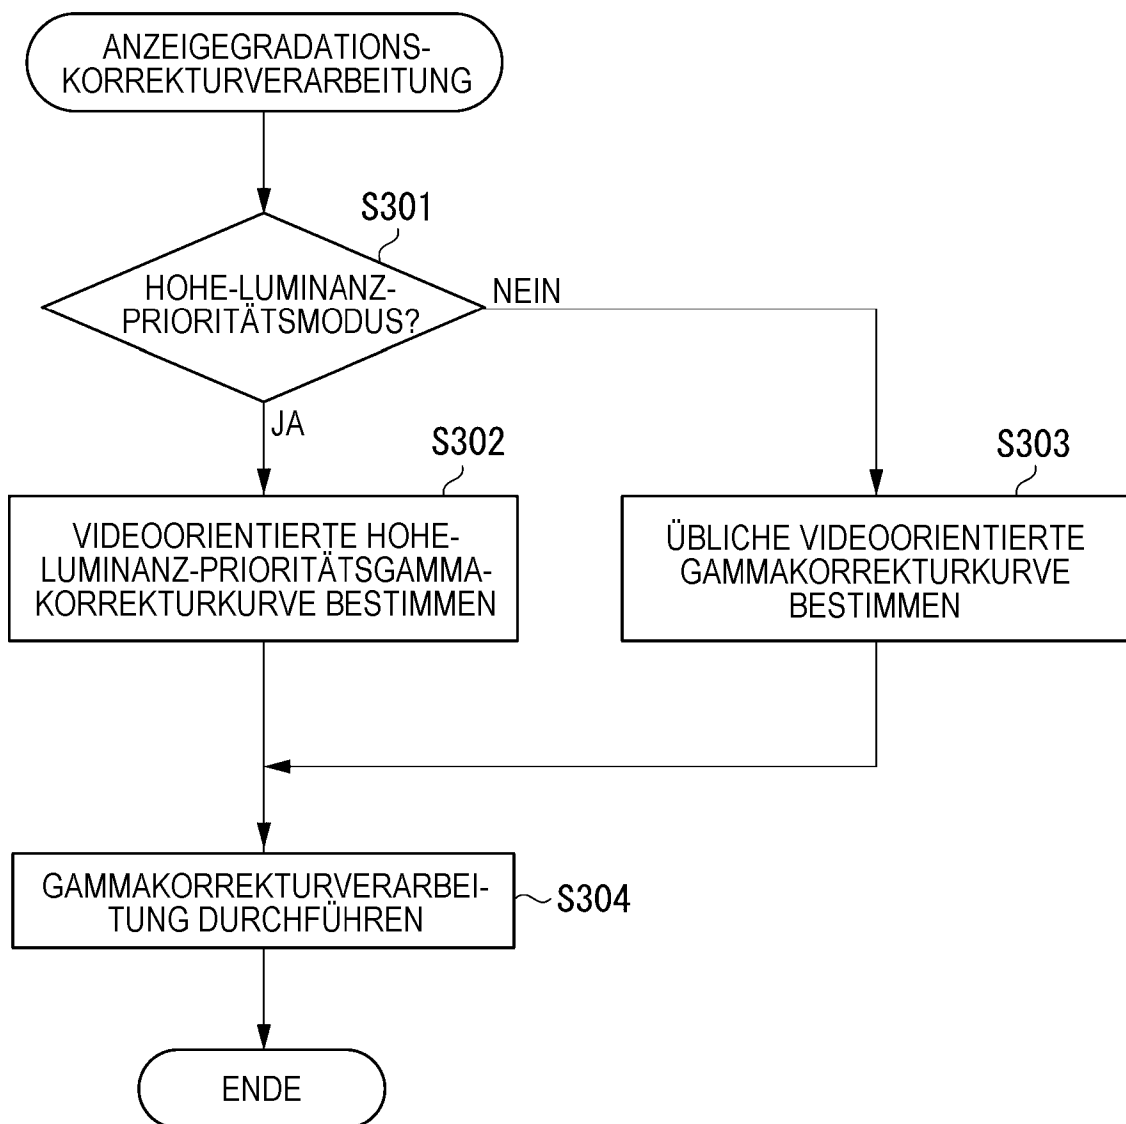 ANZEIGEGRADATIONS-
KORREKTURVERARBEITUNG
S301
HOHE-LUMINANZ-
PRIORITÄTSMODUS?
NEIN
JA
S302
S303
VIDEOORIENTIERTE HOHE-
LUMINANZ-PRIORITÄTSGAMMA-
KORREKTURKURVE BESTIMMEN
ÜBLICHE VIDEOORIENTIERTE
GAMMAKORREKTURKURVE
BESTIMMEN
GAMMAKORREKTURVERARBEI-
TUNG DURCHFÜHREN
S304
ENDE